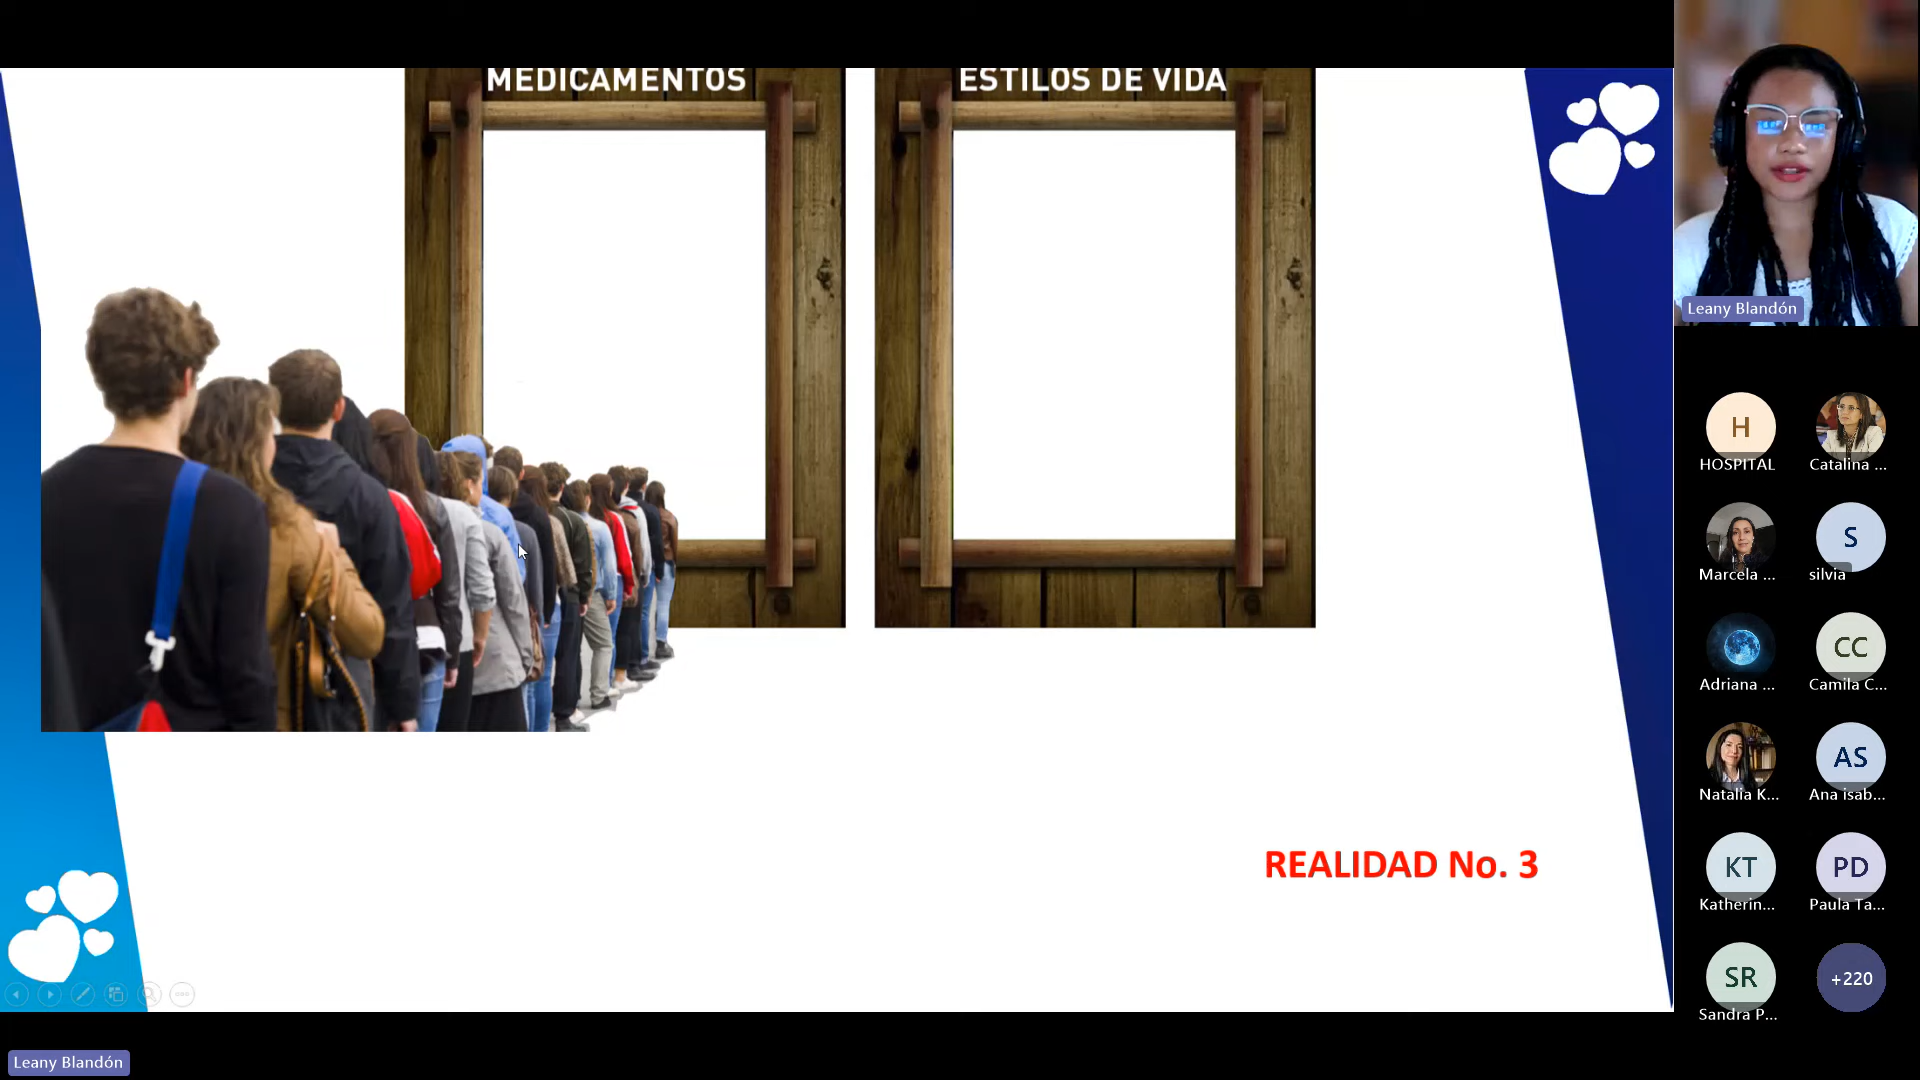 MEDICAMENTOS
ESTILOS DE VIDA
REALIDAD No. 3
Leany Blandón
HOSPITAL
Catalina ...
Marcela ...
S
silvia
H
Adriana ...
CC
Camila C...
Natalia K...
AS
Ana isab...
KT
Katherin...
PD
Paula Ta...
SR
Sandra P...
+220
Leany Blandón